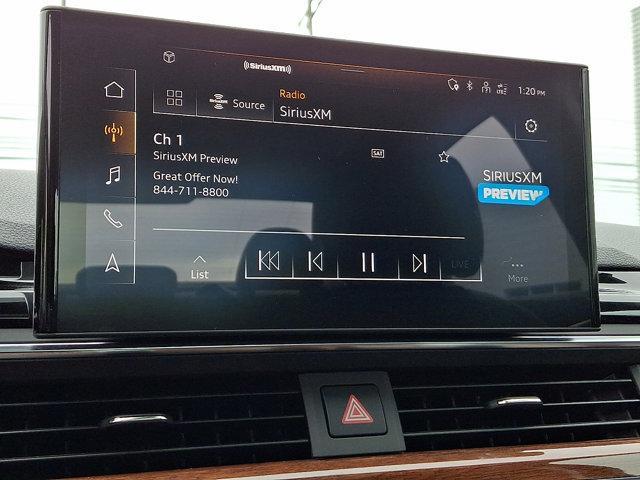 ((SiriusXM))
1:20 PM
Radio
Source
SiriusXM
Ch 1
SAT
SiriusXM Preview
Great Offer Now!
844-711-8800
SIRIUSXM
PREVIEW
List
LIVE
More